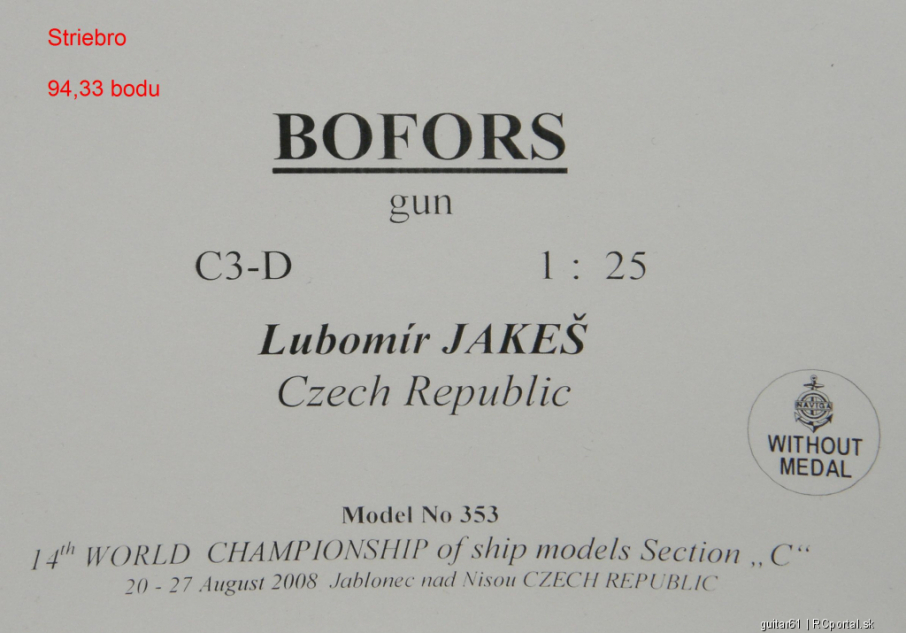 Striebro
94,33 bodu
BOFORS
gun
C3-D 1 : 25
Lubomír JAKEŠ
Czech Republic
NAVIGA
WITHOUT
MEDAL
Model No 353
14th WORLD CHAMPIONSHIP of ship models Section „C“
20 - 27 August 2008 Jablonec nad Nisou CZECH REPUBLIC
guitar61 | RCportal.sk